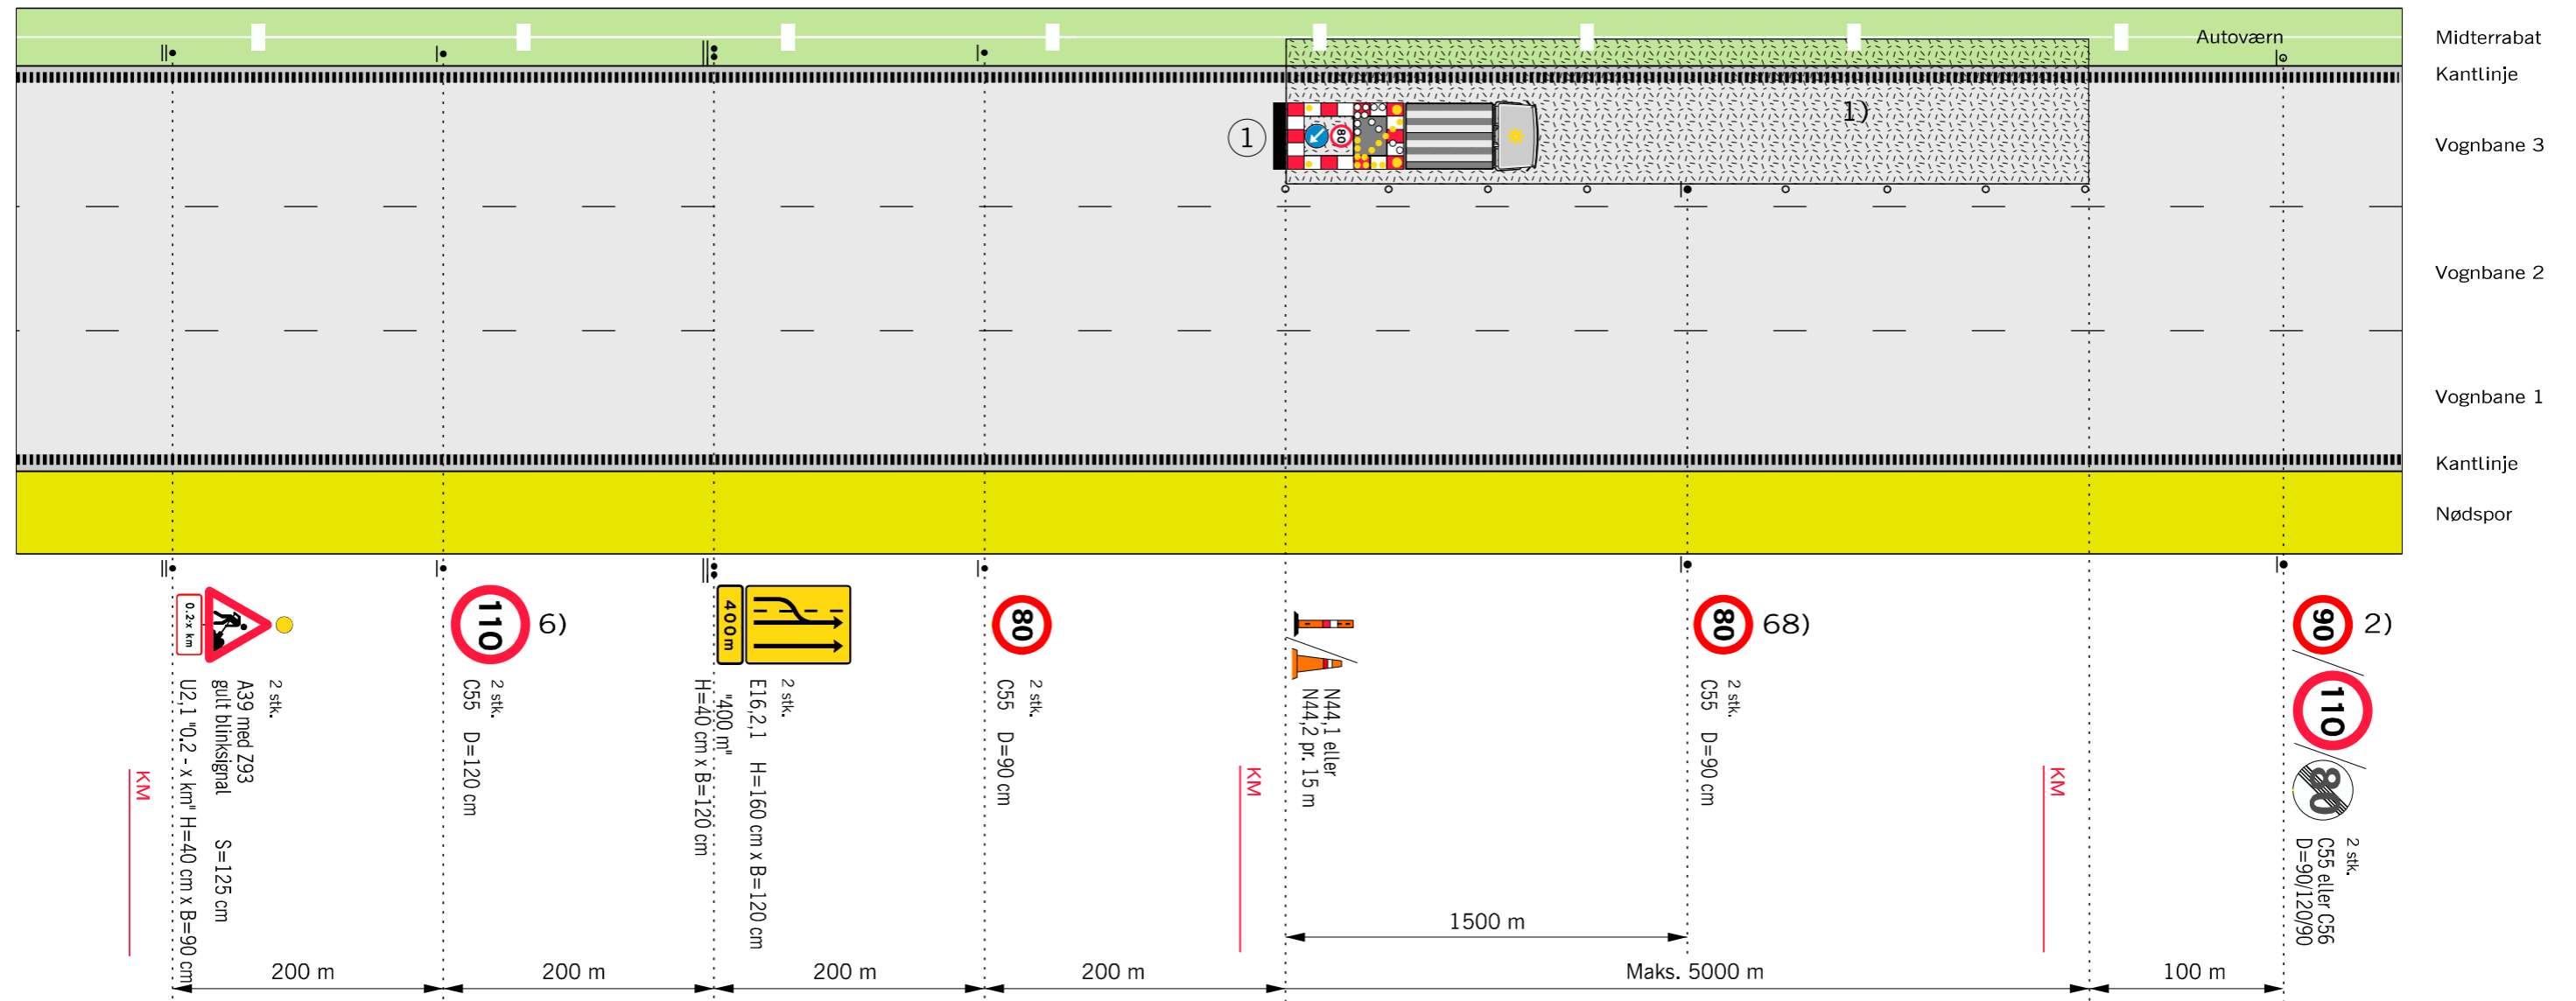 Autoværn
Midterrabat
Kantlinje
Vognbane 3
Vognbane 2
Vognbane 1
Kantlinje
Nødspor
1
80
1)
0.2-x km
2 stk.
A39 med Z93
gult blinksignal S=125 cm
U2,1 "0.2 - x km" H=40 cm x B=90 cm
110
6)
2 stk.
C55 D=120 cm
400m
2 stk.
E16,2,1 H=160 cm x B=120 cm
"400 m"
H=40 cm x B=120 cm
80
2 stk.
C55 D=90 cm
N44,1 eller
N44,2 pr. 15 m
80
68)
2 stk.
C55 D=90 cm
90
2)
110
80
2 stk.
C55 eller C56
D=90/120/90
KM
KM
KM
1500 m
200 m
200 m
200 m
200 m
Maks. 5000 m
100 m